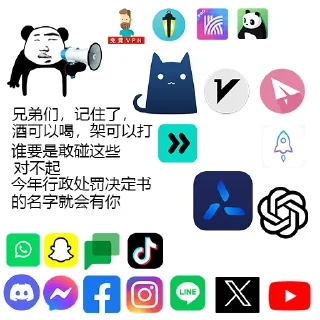 免費VPN
兄弟们，记住了，
酒可以喝，架可以打
谁要是敢碰这些
对不起
今年行政处罚决定书
的名字就会有你
LINE